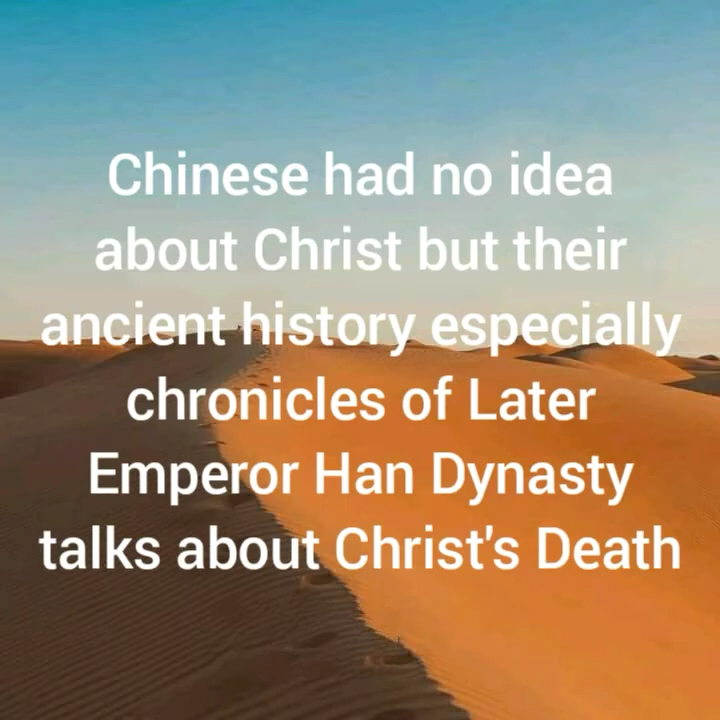 Chinese had no idea
about Christ but their
ancient history especially
chronicles of Later
Emperor Han Dynasty
talks about Christ's Death